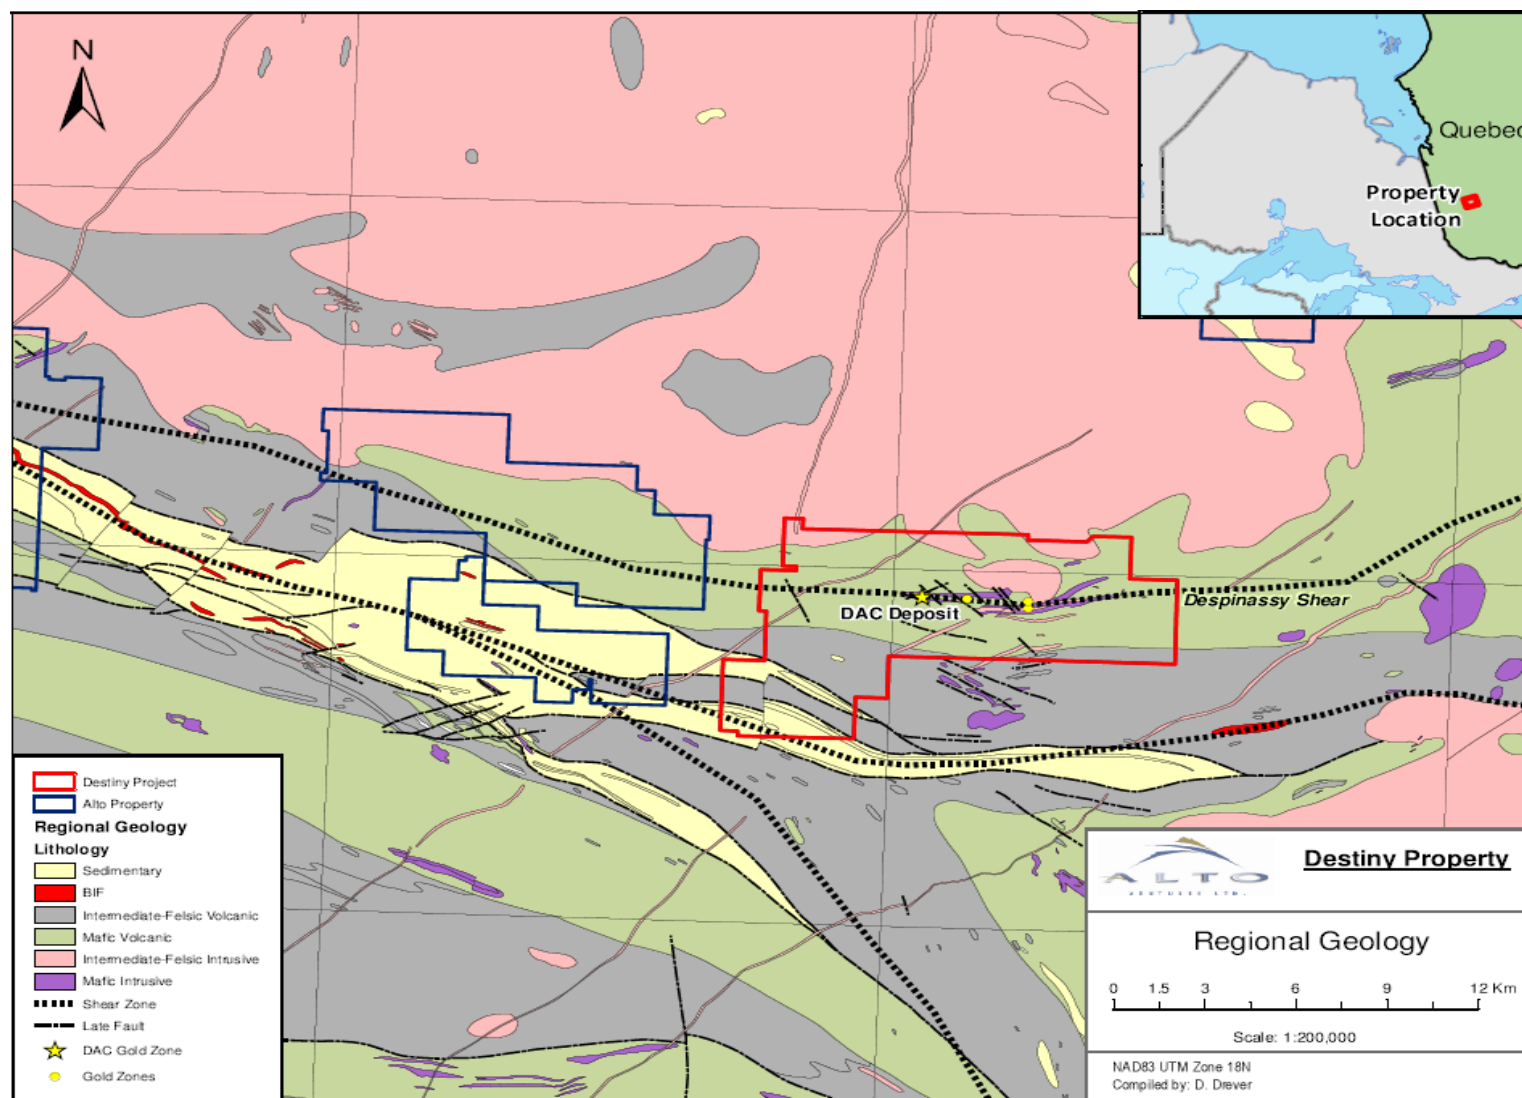 N
Quebec
Property
Location
DAC Deposit
Despinassy Shear
Destiny Project
Alto Property
Regional Geology
Lithology
Sedimentary
BIF
Intermediate-Felsic Volcanic
Mafic Volcanic
Intermediate-Felsic Intrusive
Mafic Intrusive
Shear Zone
Late Fault
DAC Gold Zone
Gold Zones
ALTO
VENTURES LTD.
Destiny Property
Regional Geology
0 1.5 3 6 9 12 Km
Scale: 1:200,000
NAD83 UTM Zone 18N
Compiled by: D. Drever